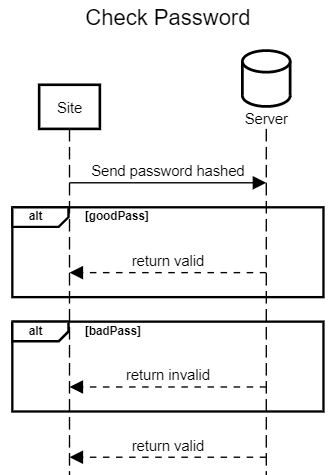 Check Password
Site
Server
Send password hashed
alt [goodPass]
return valid
alt [badPass]
return invalid
return valid